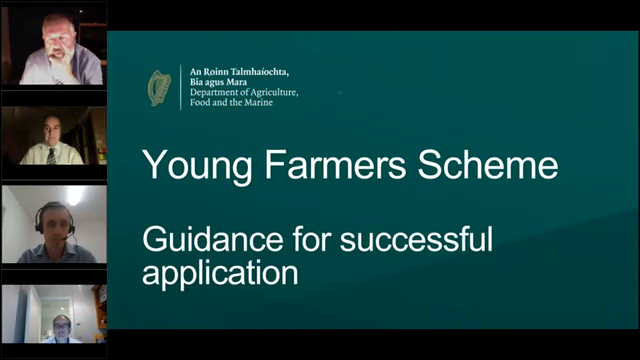 An Roinn Talmhaíochta,
Bia agus Mara
Department of Agriculture,
Food and the Marine
Young Farmers Scheme
Guidance for successful
application